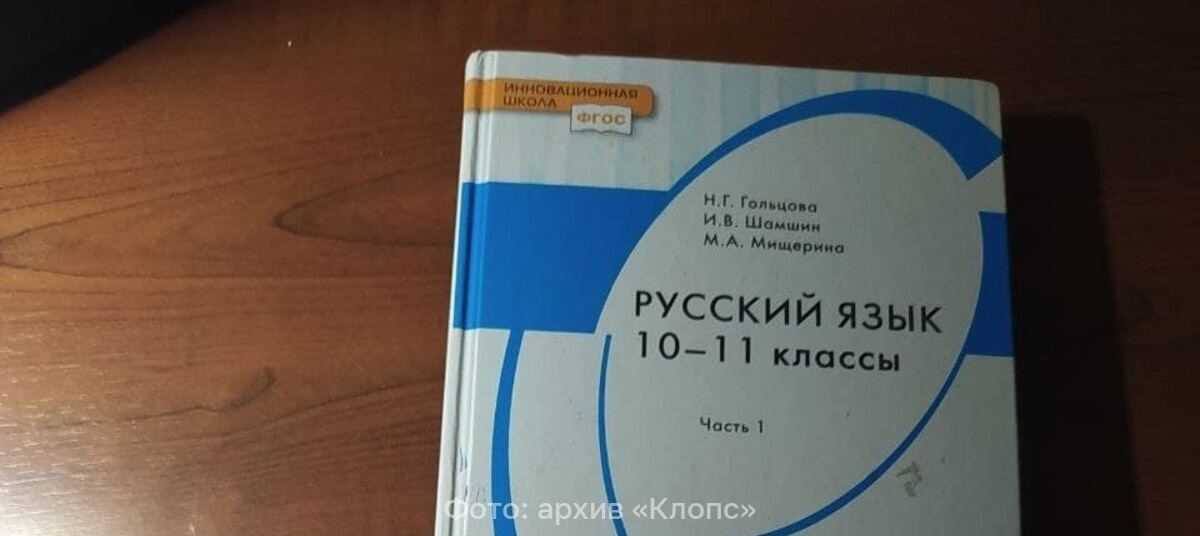 ИННОВАЦИОННАЯ
ШКОЛА
ФГОС
Н.Г. Гольцова
И.В. Шамшин
М.А. Мищерина
РУССКИЙ ЯЗЫК
10–11 классы
Часть 1
Фото: архив «Клопс»